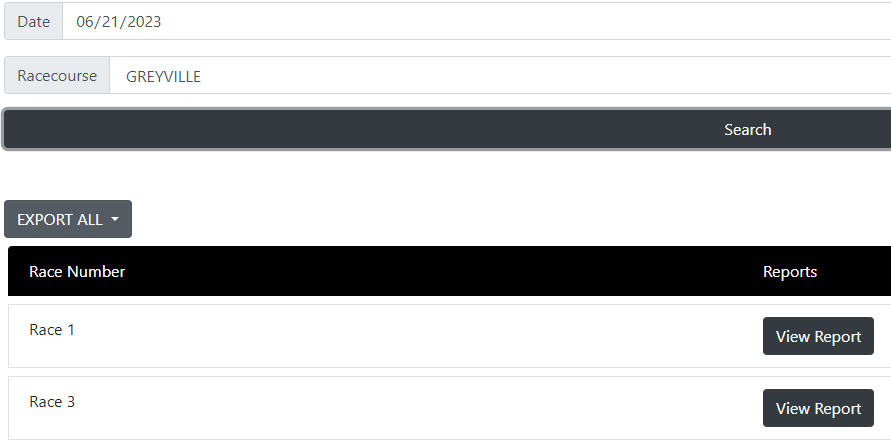 Date 06/21/2023
Racecourse GREYVILLE
Search
EXPORT ALL
Race Number Reports
Race 1 View Report
Race 3 View Report